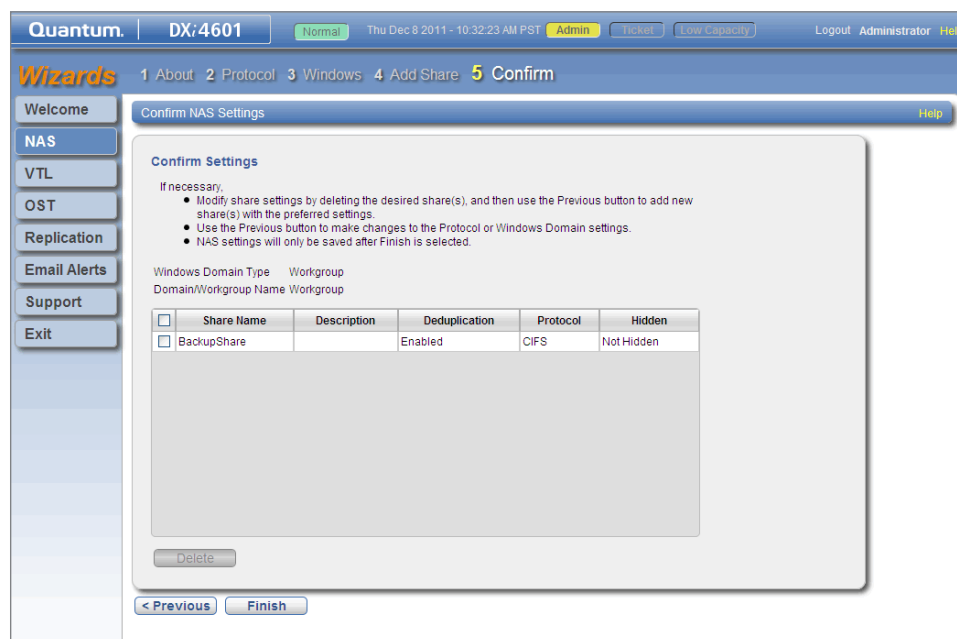 Quantum. DXi4601 Normal Thu Dec 8 2011 - 10:32:23 AM PST Admin Ticket Low Capacity Logout Administrator Hel
Wizards 1 About 2 Protocol 3 Windows 4 Add Share 5 Confirm
Welcome
NAS
VTL
OST
Replication
Email Alerts
Support
Exit
Confirm NAS Settings Help
Confirm Settings
If necessary,
● Modify share settings by deleting the desired share(s), and then use the Previous button to add new
share(s) with the preferred settings.
● Use the Previous button to make changes to the Protocol or Windows Domain settings.
● NAS settings will only be saved after Finish is selected.
Windows Domain Type Workgroup
Domain/Workgroup Name Workgroup
Share Name Description Deduplication Protocol Hidden
BackupShare Enabled CIFS Not Hidden
Delete
< Previous Finish